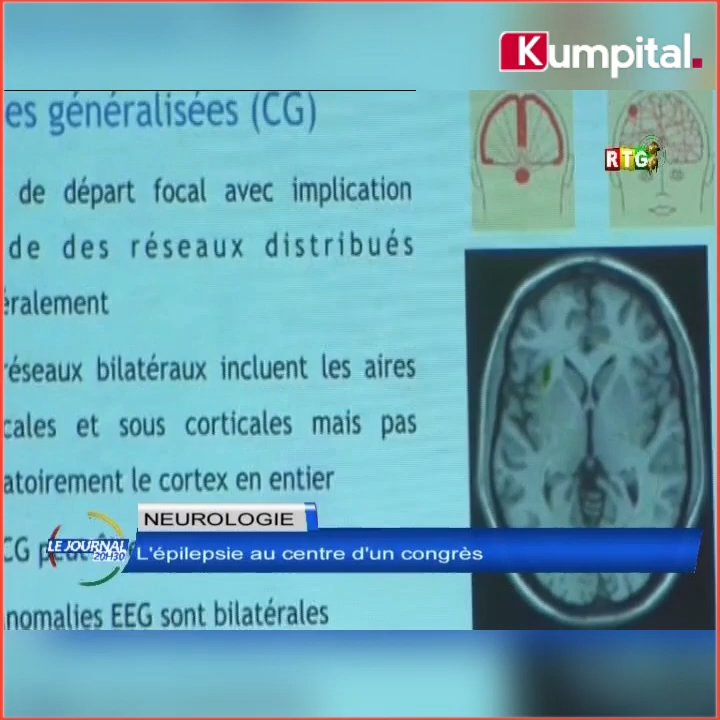 Kumpital.
es généralisées (CG)
RTG
de départ focal avec implication
de des réseaux distribués
éralement
réseaux bilatéraux incluent les aires
cales et sous corticales mais pas
atoirement le cortex en entier
NEUROLOGIE
CG
LE JOURNAL
20H30
L'épilepsie au centre d'un congrès
nomalies EEG sont bilatérales